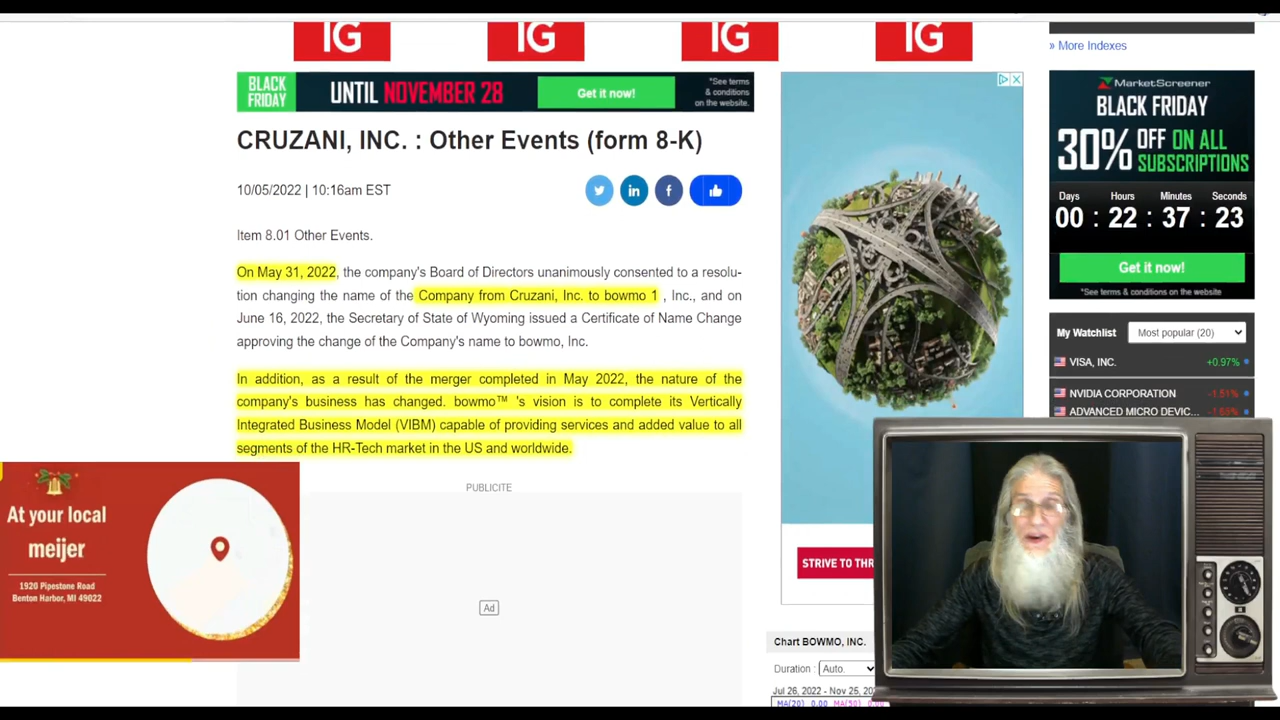 IG IG IG IG
» More Indexes
BLACK FRIDAY
UNTIL NOVEMBER 28
Get it now!
*See terms
& conditions
on the website.
CRUZANI, INC. : Other Events (form 8-K)
10/05/2022 | 10:16am EST
Item 8.01 Other Events.
On May 31, 2022, the company's Board of Directors unanimously consented to a resolu-
tion changing the name of the Company from Cruzani, Inc. to bowmo 1 , Inc., and on
June 16, 2022, the Secretary of State of Wyoming issued a Certificate of Name Change
approving the change of the Company's name to bowmo, Inc.
In addition, as a result of the merger completed in May 2022, the nature of the
company's business has changed. bowmo™ 's vision is to complete its Vertically
Integrated Business Model (VIBM) capable of providing services and added value to all
segments of the HR-Tech market in the US and worldwide.
PUBLICITE
Ad
At your local
meijer
1920 Pipestone Road
Benton Harbor, MI 49022
STRIVE TO THR
MarketScreener
BLACK FRIDAY
30% OFF ON ALL
SUBSCRIPTIONS
Days Hours Minutes Seconds
00 : 22 : 37 : 23
Get it now!
*See terms & conditions on the website
My Watchlist Most popular (20)
VISA, INC. +0.97%
NVIDIA CORPORATION -1.51%
ADVANCED MICRO DEVIC...
Chart BOWMO, INC.
Duration : Auto.
Jul 26, 2022 - Nov 25, 20
MA(20) 0.00 MA(50) 0.00